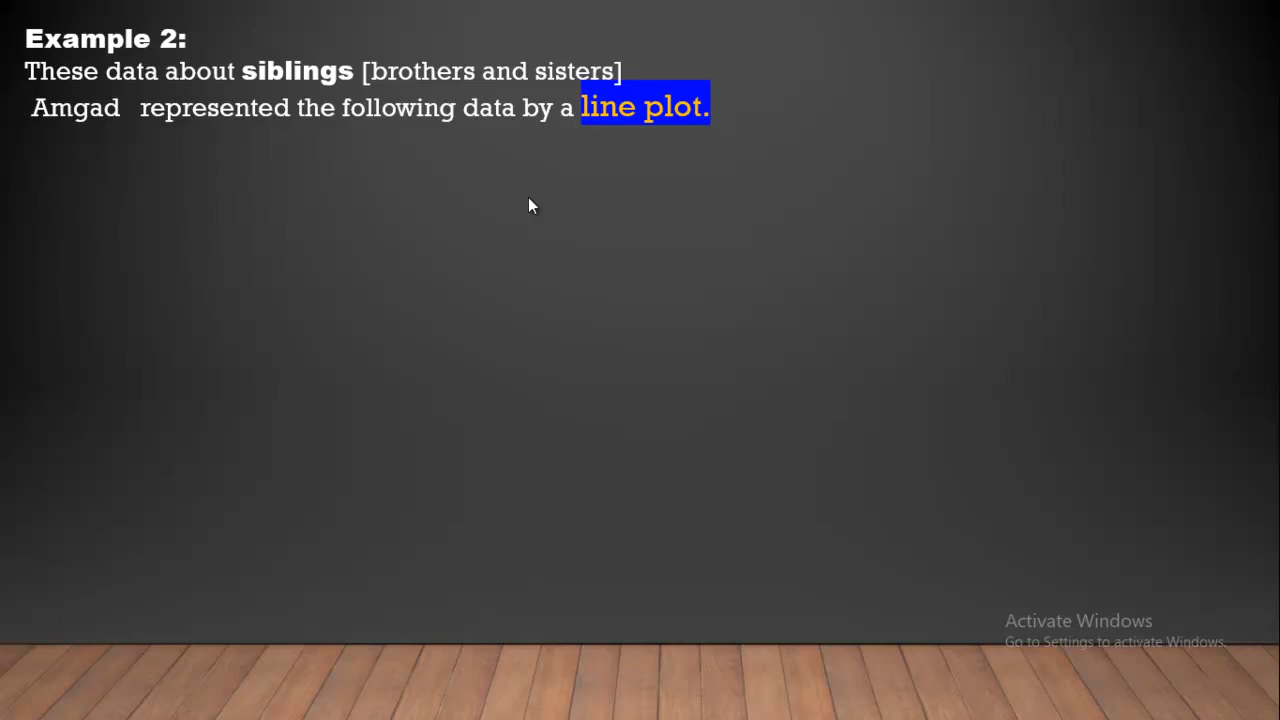 Example 2:
These data about siblings [brothers and sisters]
Amgad represented the following data by a line plot.
Activate Windows
Go to Settings to activate Windows.